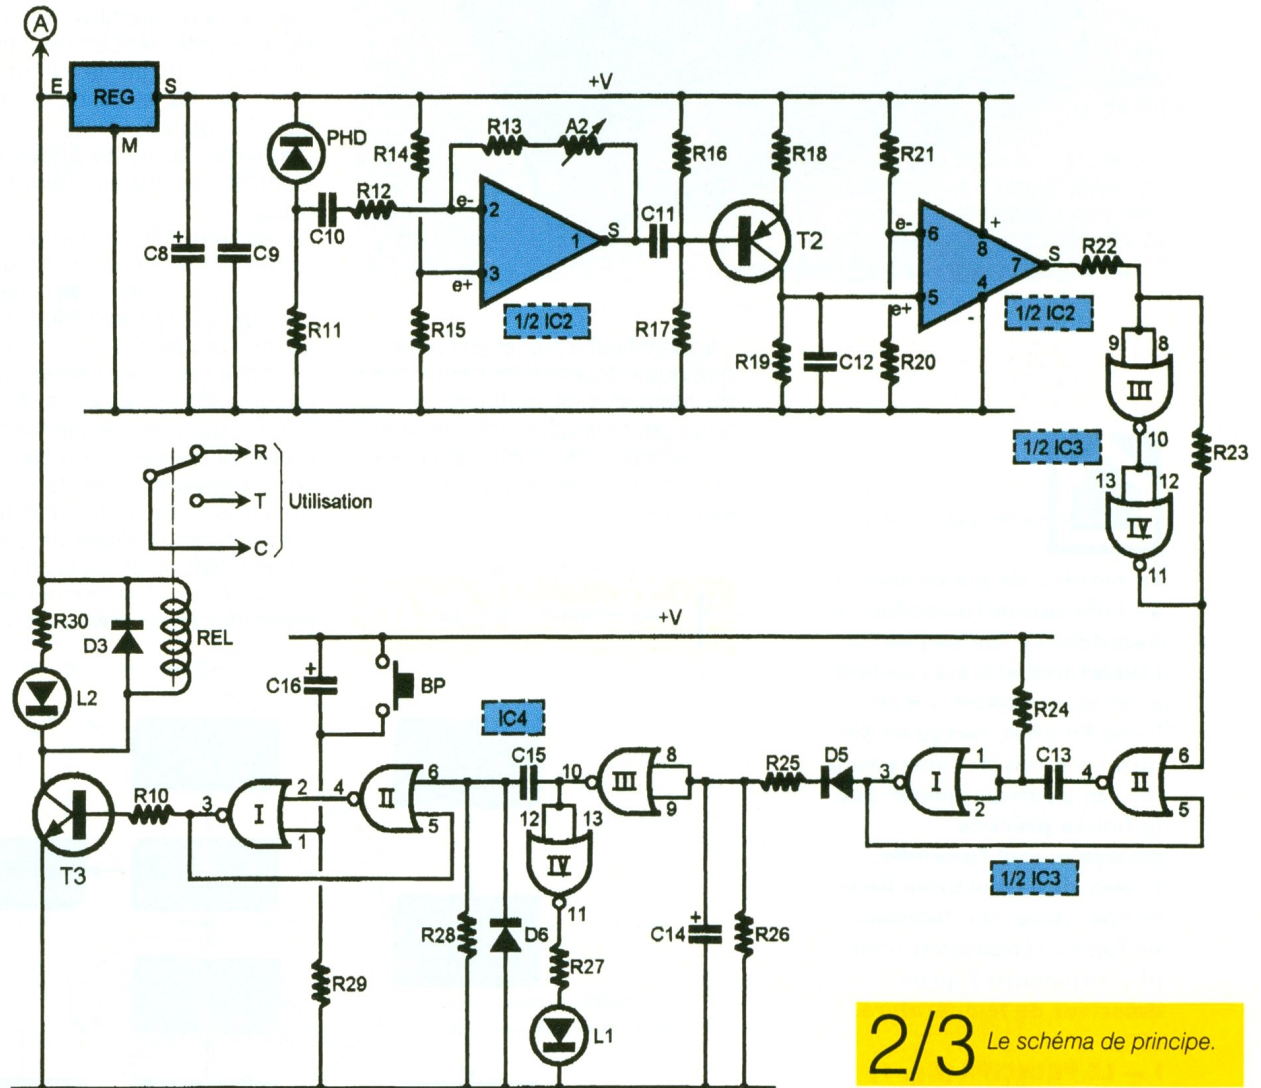 A
E REG S +V
M
PHD
R14 R13 A2 R16 R18 R21
C10 R12 e- 2 1 S C11 T2 e- 6 + 8 7 S R22
C8 + C9 3 e+ 5 e+ 4 -
R11 R15 1/2 IC2 R17 R19 C12 R20 1/2 IC2
9 8
III
10
1/2 IC3 R23
13 12
IV
11
R
T Utilisation
C
R30 D3 REL +V
L2 C16 + BP R24
IC4
C15 10 III 8 9 R25 D5 3 I 1 2 C13 4 II 6 5
T3 R10 3 I 2 1 4 II 6 5
12 13
IV
11
1/2 IC3
R28 D6 R27 C14 + R26
R29 L1
2/3 Le schéma de principe.